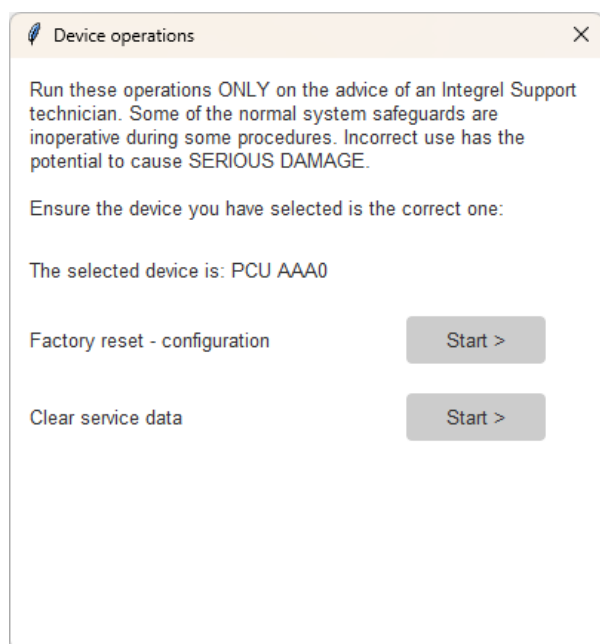 Device operations
Run these operations ONLY on the advice of an Integrel Support
technician. Some of the normal system safeguards are
inoperative during some procedures. Incorrect use has the
potential to cause SERIOUS DAMAGE.
Ensure the device you have selected is the correct one:
The selected device is: PCU AAA0
Factory reset - configuration
Start >
Clear service data
Start >